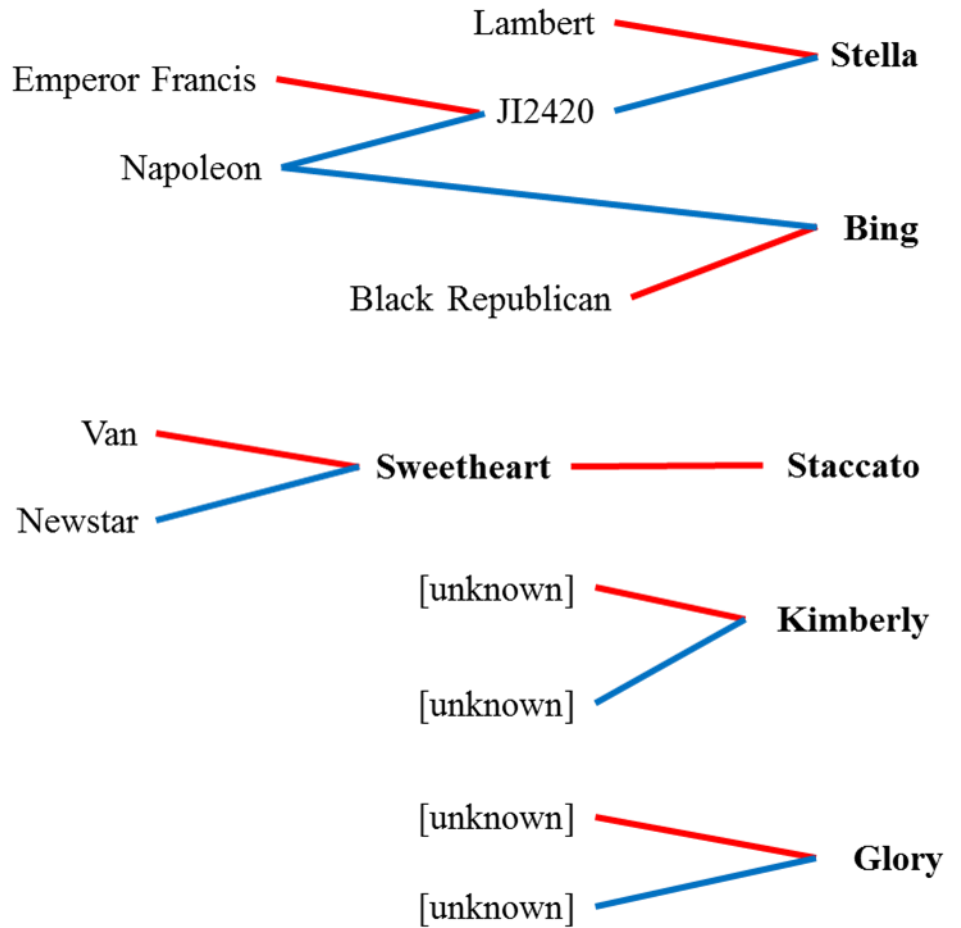 Lambert
Stella
Emperor Francis
JI2420
Napoleon
Bing
Black Republican
Van
Sweetheart
Staccato
Newstar
[unknown]
Kimberly
[unknown]
[unknown]
Glory
[unknown]